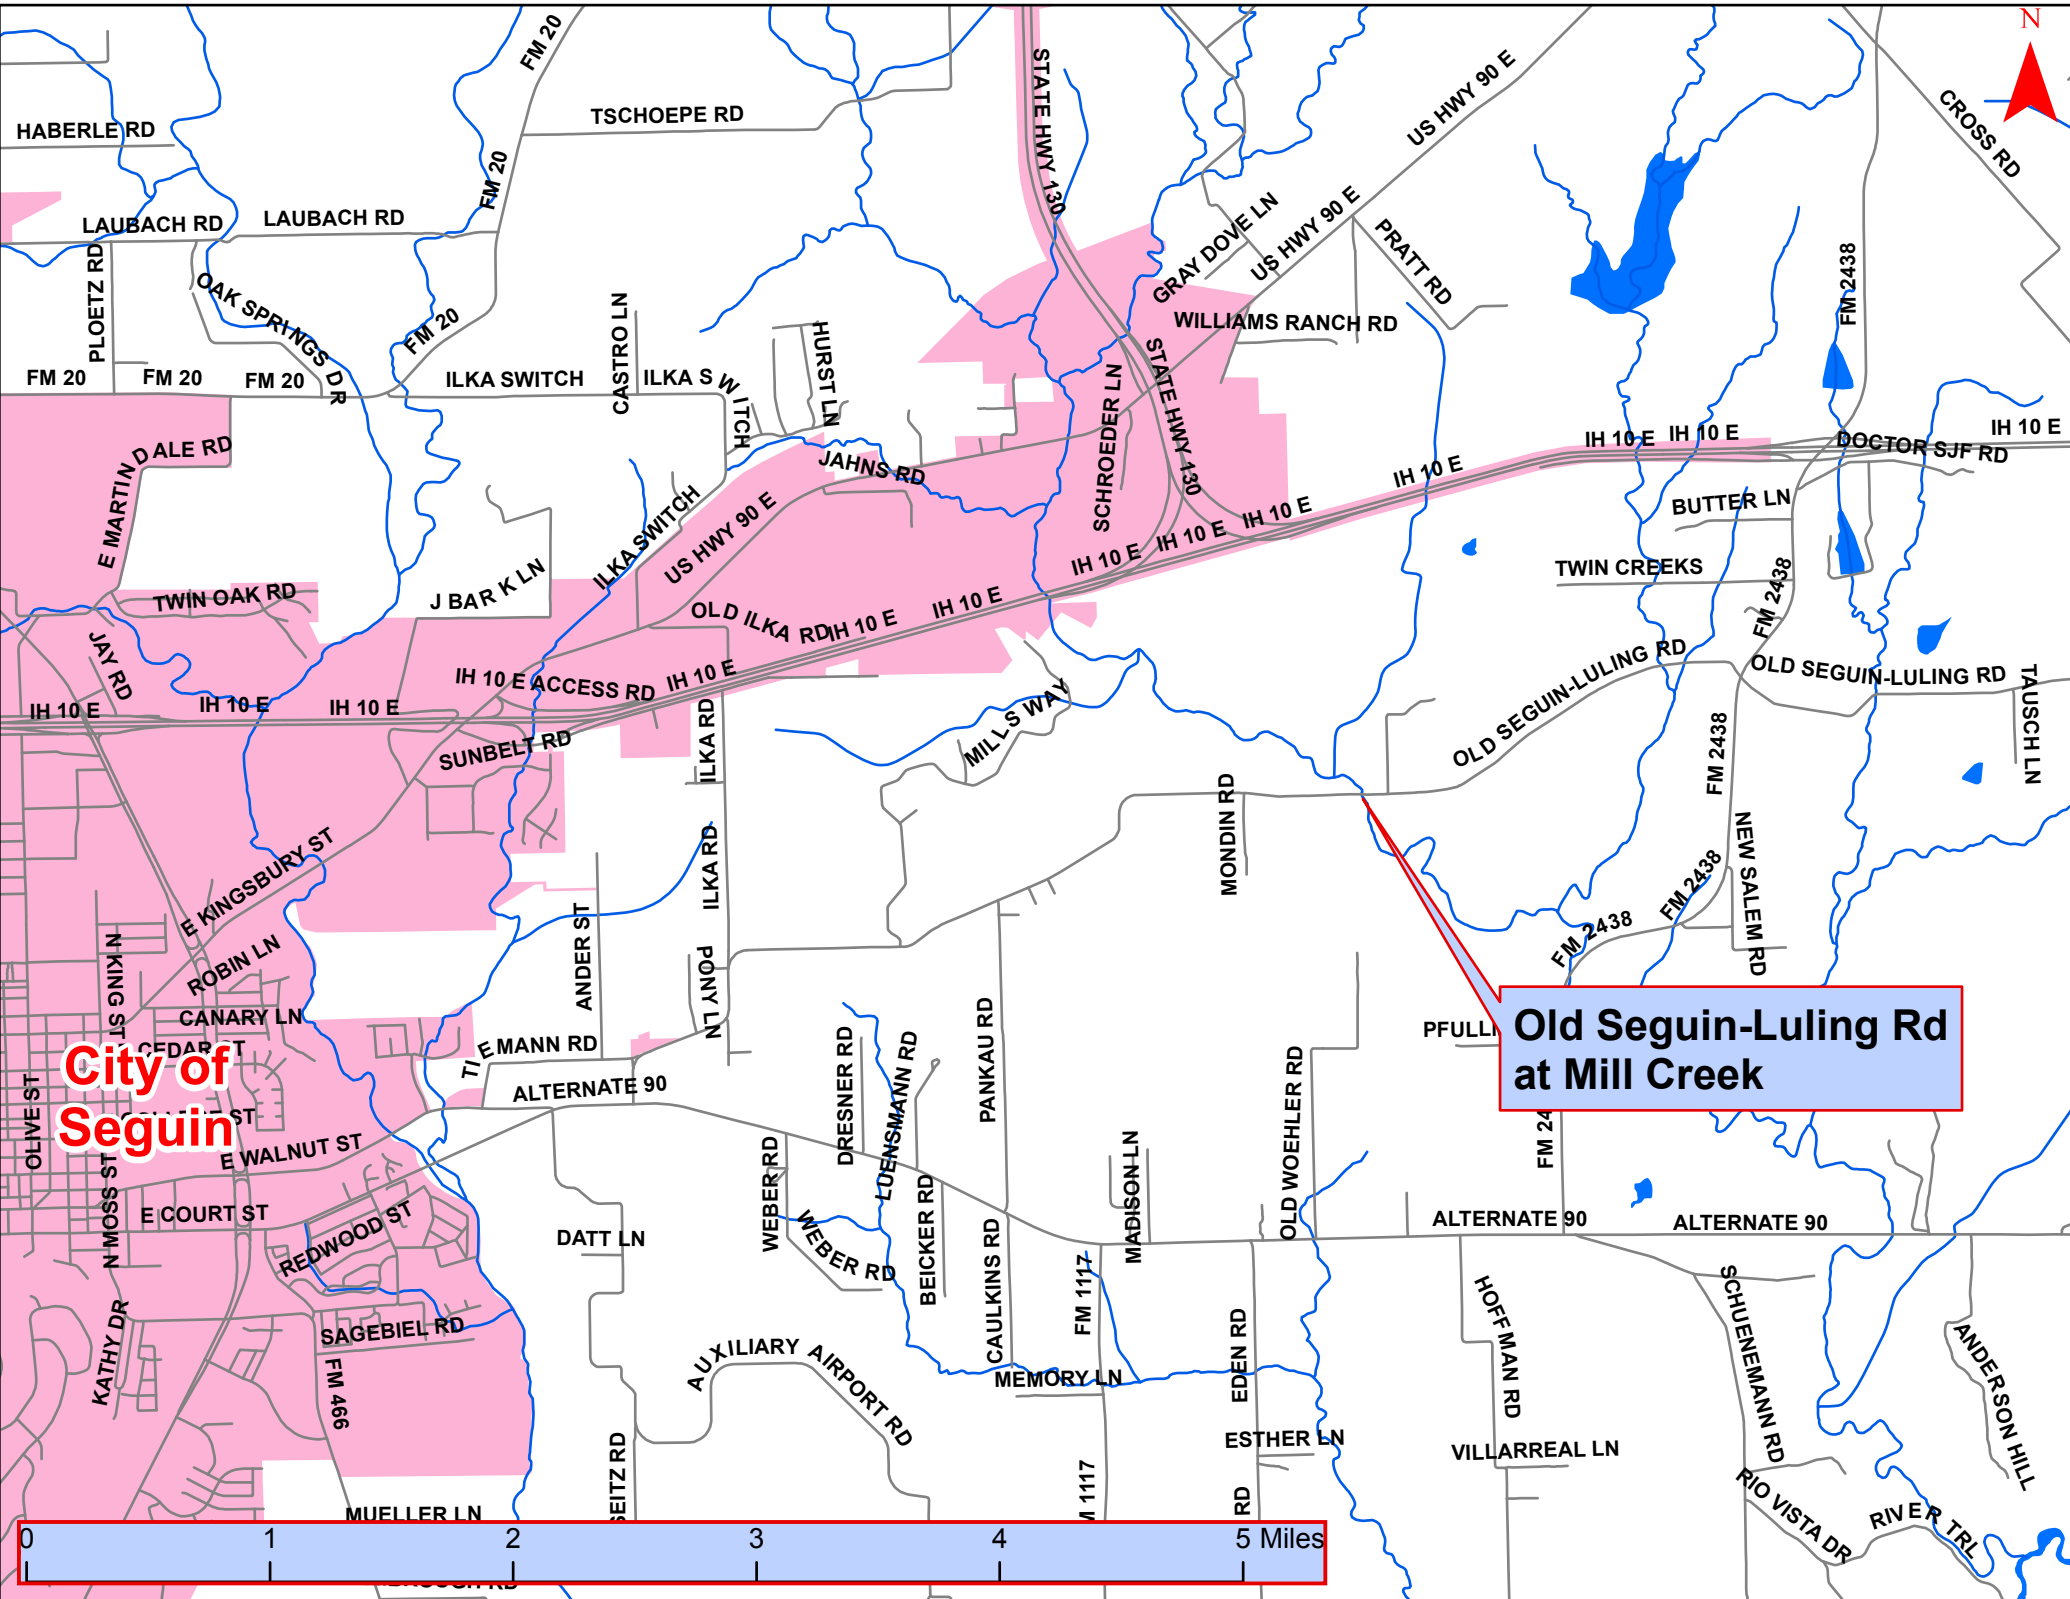 N
FM 20
STATE HWY 130
US HWY 90 E
CROSS RD
TSCHOEPE RD
HABERLE RD
FM 20
LAUBACH RD
LAUBACH RD
GRAY DOVE LN
US HWY 90 E
PRATT RD
PLOETZ RD
OAK SPRINGS DR
FM 20
CASTRO LN
HURST LN
WILLIAMS RANCH RD
FM 2438
FM 20
FM 20
FM 20
ILKA SWITCH
ILKA SWITCH
SCHROEDER LN
STATE HWY 130
E MARTINDALE RD
JAHNS RD
IH 10 E
IH 10 E
IH 10 E
IH 10 E
DOCTOR SJF RD
BUTTER LN
ILKA SWITCH
US HWY 90 E
IH 10 E
IH 10 E
IH 10 E
TWIN OAK RD
J BAR K LN
OLD ILKA RD
IH 10 E
IH 10 E
TWIN CREEKS
FM 2438
JAY RD
IH 10 E ACCESS RD
IH 10 E
OLD SEGUIN-LULING RD
OLD SEGUIN-LULING RD
TAUSCH LN
IH 10 E
IH 10 E
IH 10 E
SUNBELT RD
ILKA RD
MILLS WAY
FM 2438
MONDIN RD
E KINGSBURY ST
ILKA RD
NEW SALEM RD
FM 2438
FM 2438
N KING ST
ROBIN LN
ANDER ST
PONY LN
CANARY LN
CEDAR ST
TIEMANN RD
DRESNER RD
LUENSMANN RD
PANKAU RD
OLD WOEHLER RD
Old Seguin-Luling Rd
at Mill Creek
City of
Seguin
OLIVE ST
ALTERNATE 90
E WALNUT ST
N MOSS ST
E COURT ST
REDWOOD ST
DATT LN
WEBER RD
WEBER RD
BEICKER RD
CAULKINS RD
MADISON LN
FM 1117
ALTERNATE 90
ALTERNATE 90
KATHY DR
SAGEBIEL RD
FM 466
AUXILIARY AIRPORT RD
MEMORY LN
EDEN RD
HOFFMAN RD
SCHUENEMANN RD
ANDERSON HILL
SEITZ RD
ESTHER LN
VILLARREAL LN
RD
RIO VISTA DR
RIVER TRL
MUELLER LN
0 1 2 3 4 5 Miles